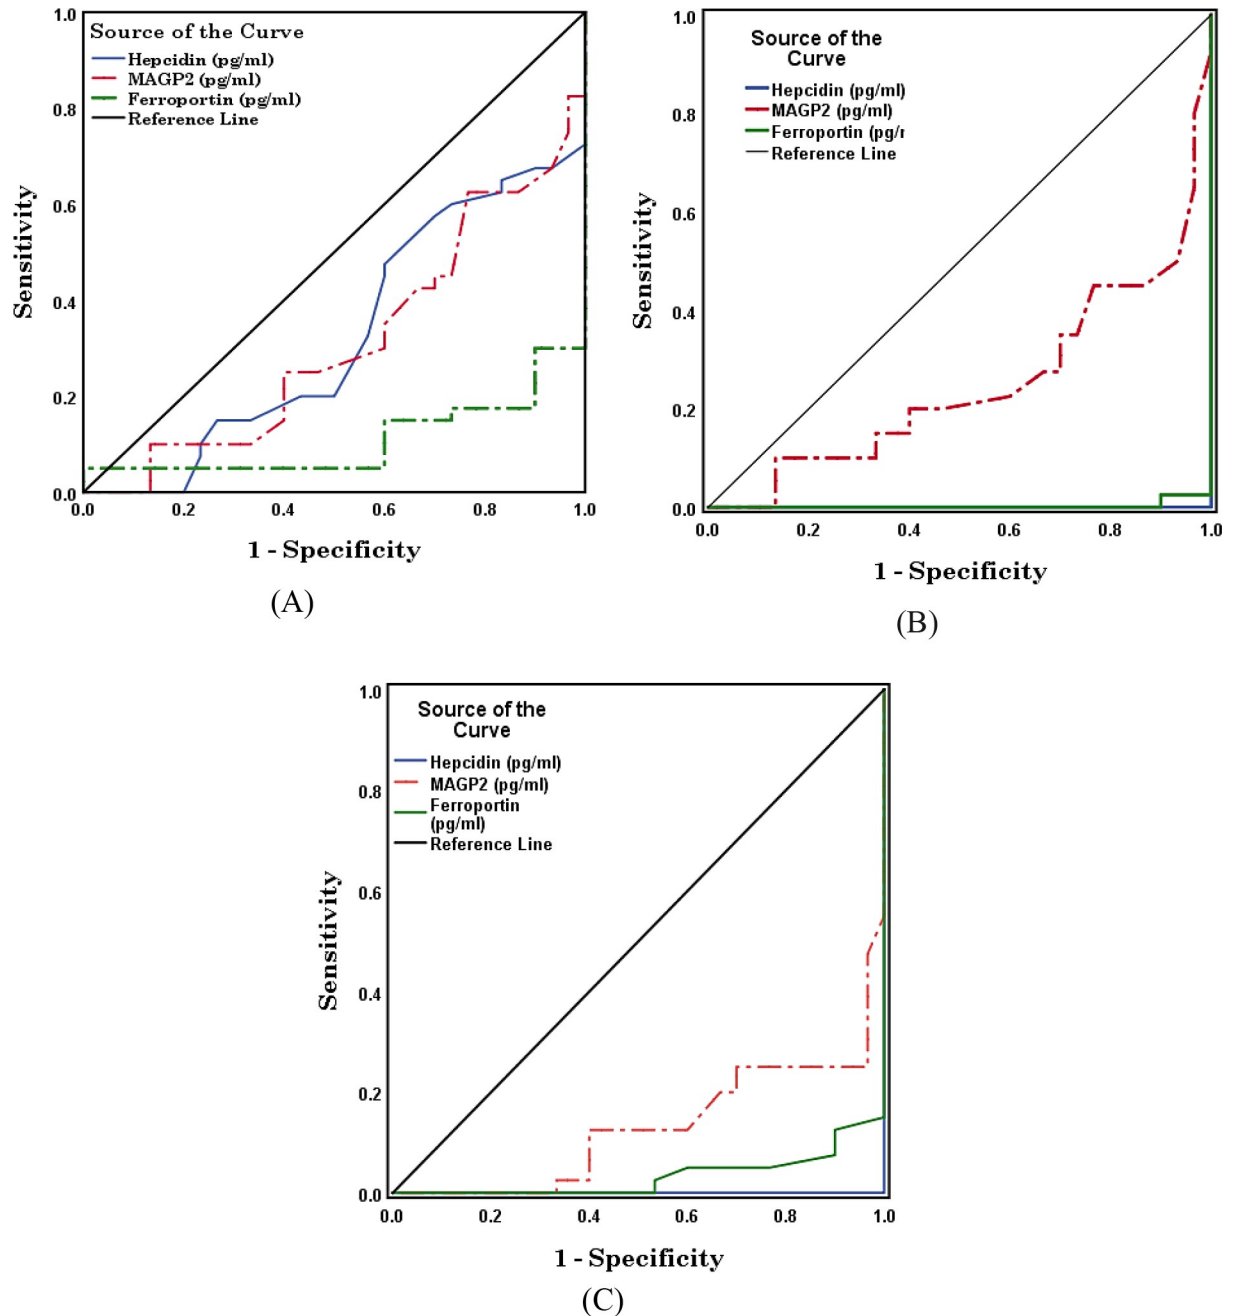 Source of the Curve
Hepcidin (pg/ml)
MAGP2 (pg/ml)
Ferroportin (pg/ml)
Reference Line
Sensitivity
1.0
0.8
0.6
0.4
0.2
0.0
0.0 0.2 0.4 0.6 0.8 1.0
1 - Specificity
(A)
Source of the
Curve
Hepcidin (pg/ml)
MAGP2 (pg/ml)
Ferroportin (pg/r
Reference Line
Sensitivity
1.0
0.8
0.6
0.4
0.2
0.0
0.0 0.2 0.4 0.6 0.8 1.0
1 - Specificity
(B)
Source of the
Curve
Hepcidin (pg/ml)
MAGP2 (pg/ml)
Ferroportin
(pg/ml)
Reference Line
Sensitivity
1.0
0.8
0.6
0.4
0.2
0.0
0.0 0.2 0.4 0.6 0.8 1.0
1 - Specificity
(C)